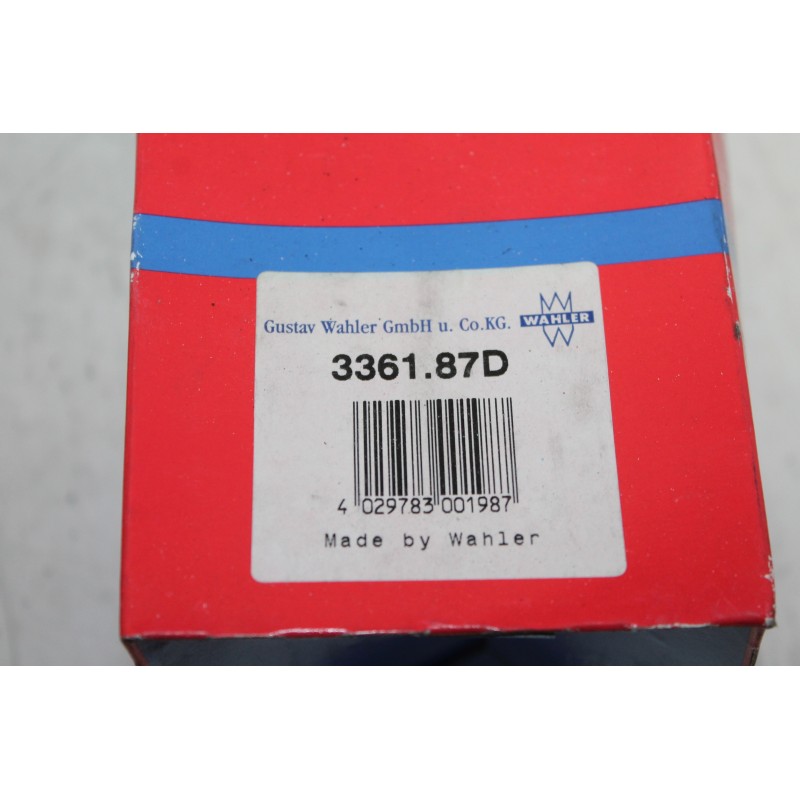 Gustav Wahler GmbH u. Co.KG. WAHLER
3361.87D
4 029783 001987
Made by Wahler